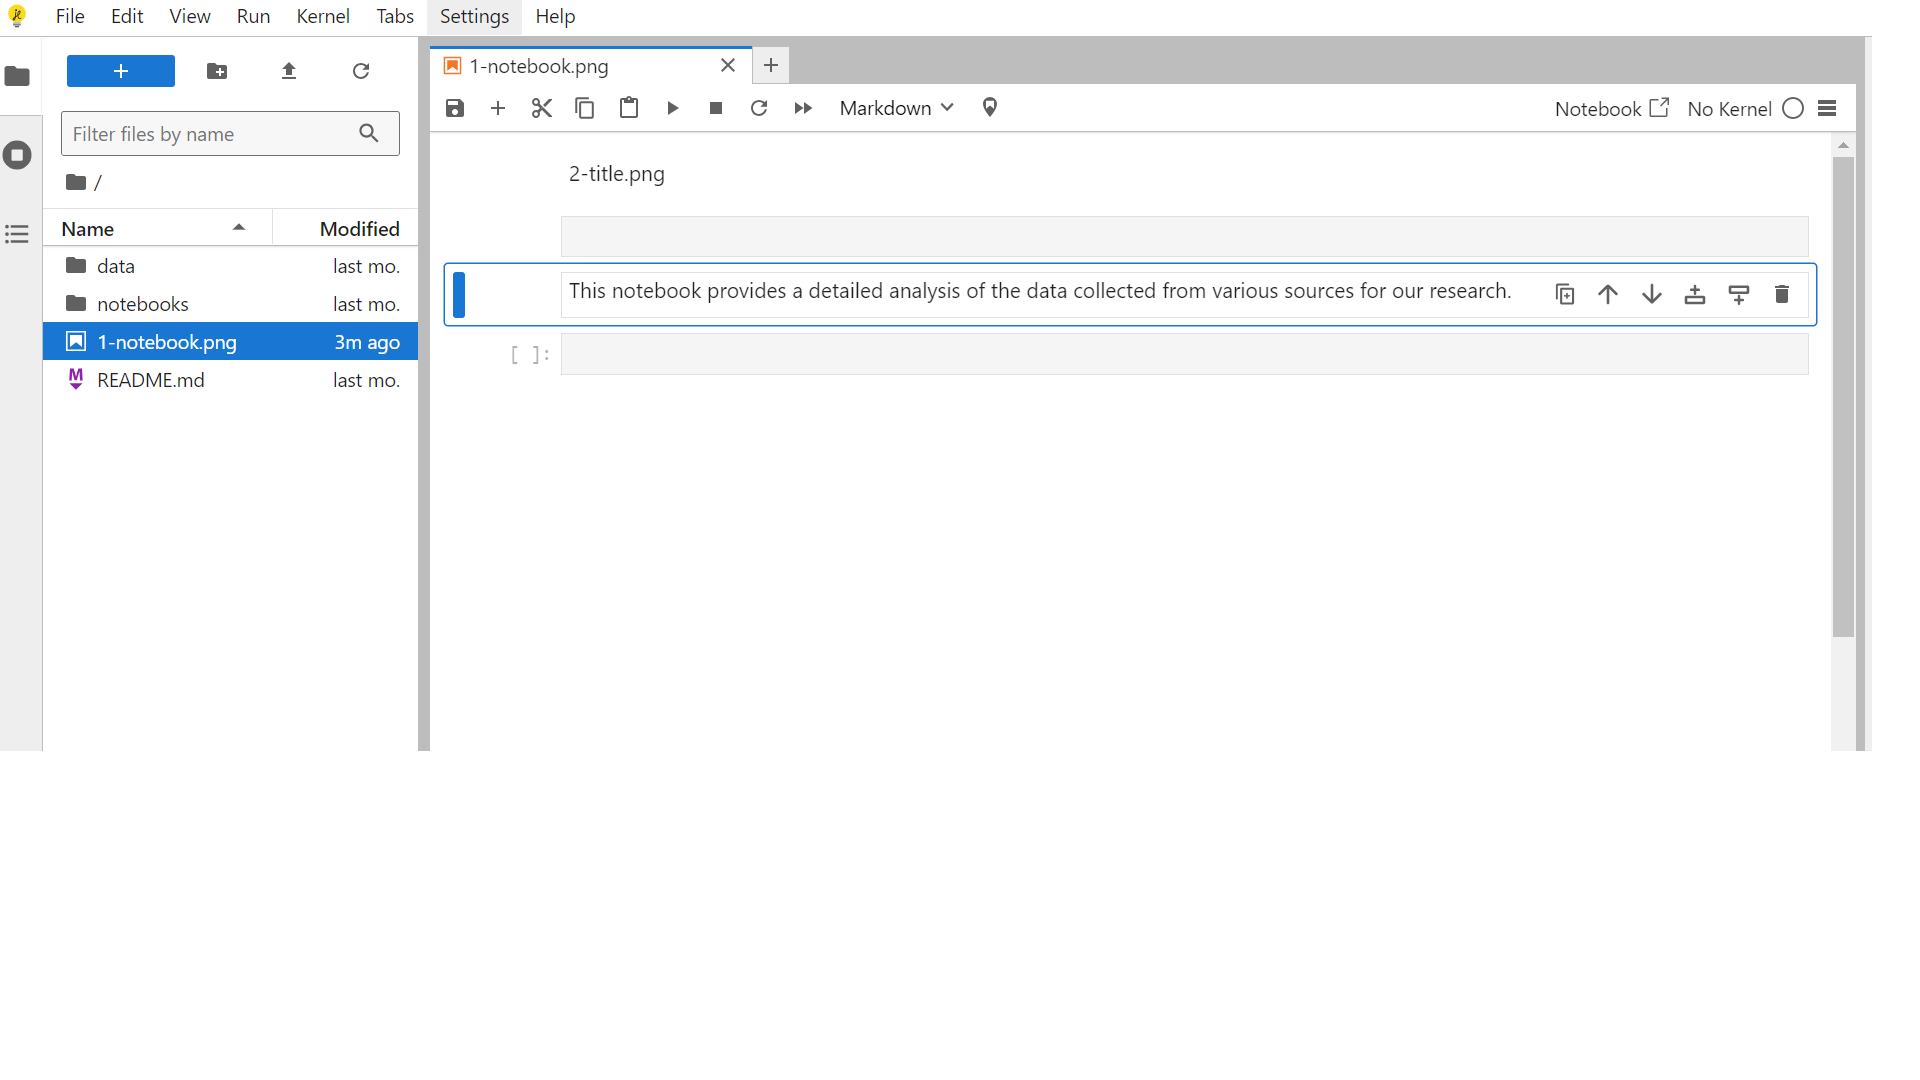 File Edit View Run Kernel Tabs Settings Help
1-notebook.png
Markdown
Notebook
No Kernel
Filter files by name
/
Name Modified
data last mo.
notebooks last mo.
1-notebook.png 3m ago
README.md last mo.
2-title.png
This notebook provides a detailed analysis of the data collected from various sources for our research.
[ ]: